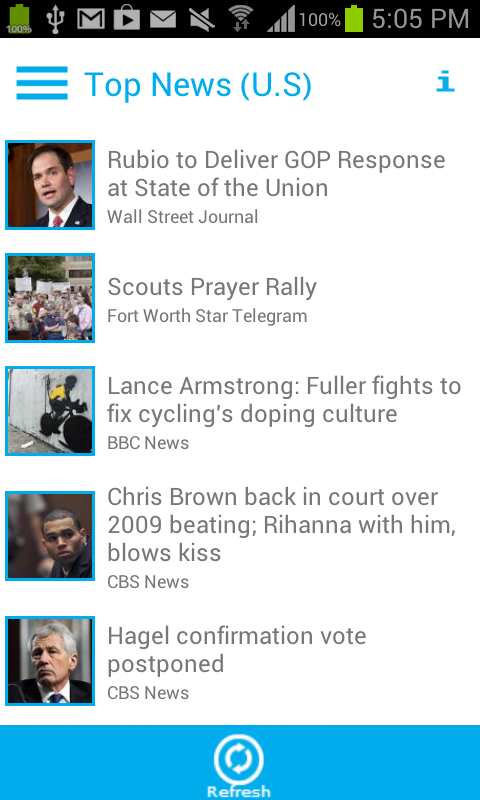 100%
100%
5:05 PM
Top News (U.S)
i
Rubio to Deliver GOP Response
at State of the Union
Wall Street Journal
Scouts Prayer Rally
Fort Worth Star Telegram
Lance Armstrong: Fuller fights to
fix cycling's doping culture
BBC News
Chris Brown back in court over
2009 beating; Rihanna with him,
blows kiss
CBS News
Hagel confirmation vote
postponed
CBS News
Refresh